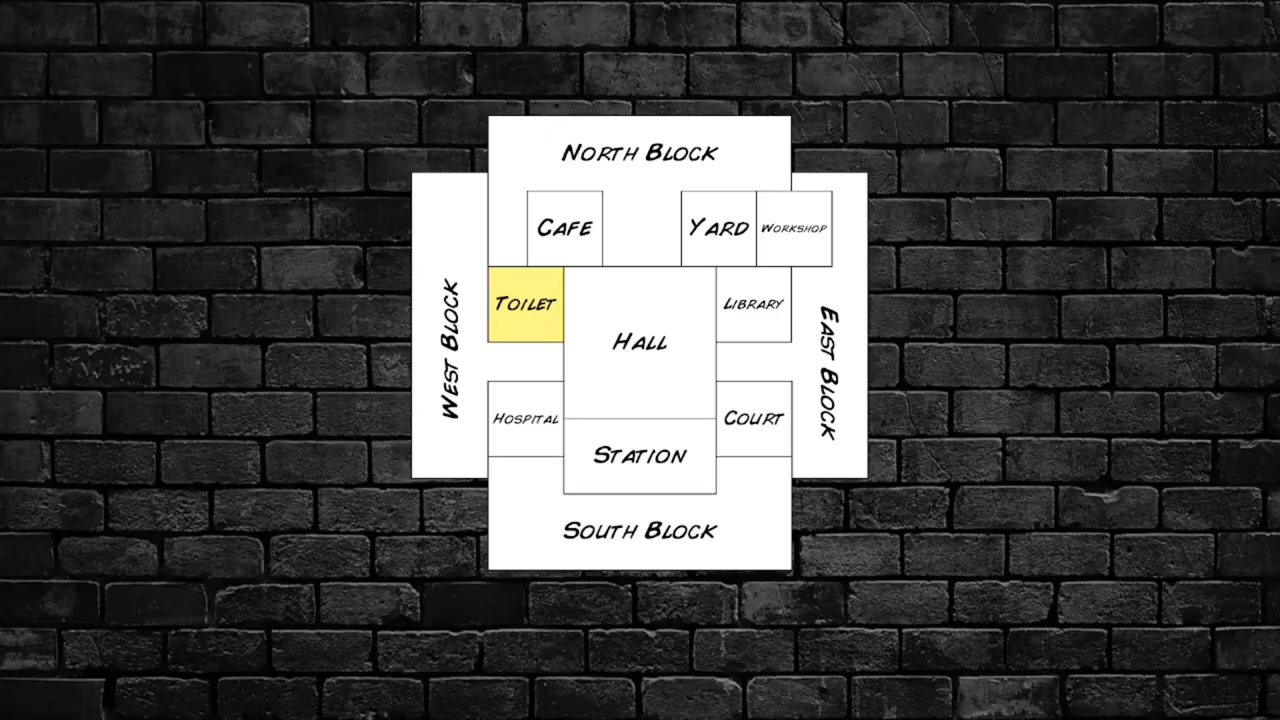 NORTH BLOCK
CAFE
YARD
WORKSHOP
WEST BLOCK
TOILET
HALL
LIBRARY
EAST BLOCK
HOSPITAL
STATION
COURT
SOUTH BLOCK